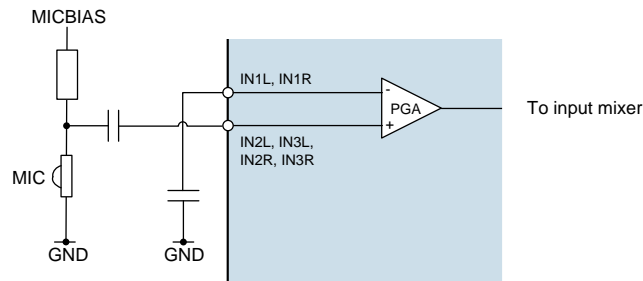 MICBIAS
IN1L, IN1R
-
PGA
+
To input mixer
IN2L, IN3L,
IN2R, IN3R
MIC
GND
GND